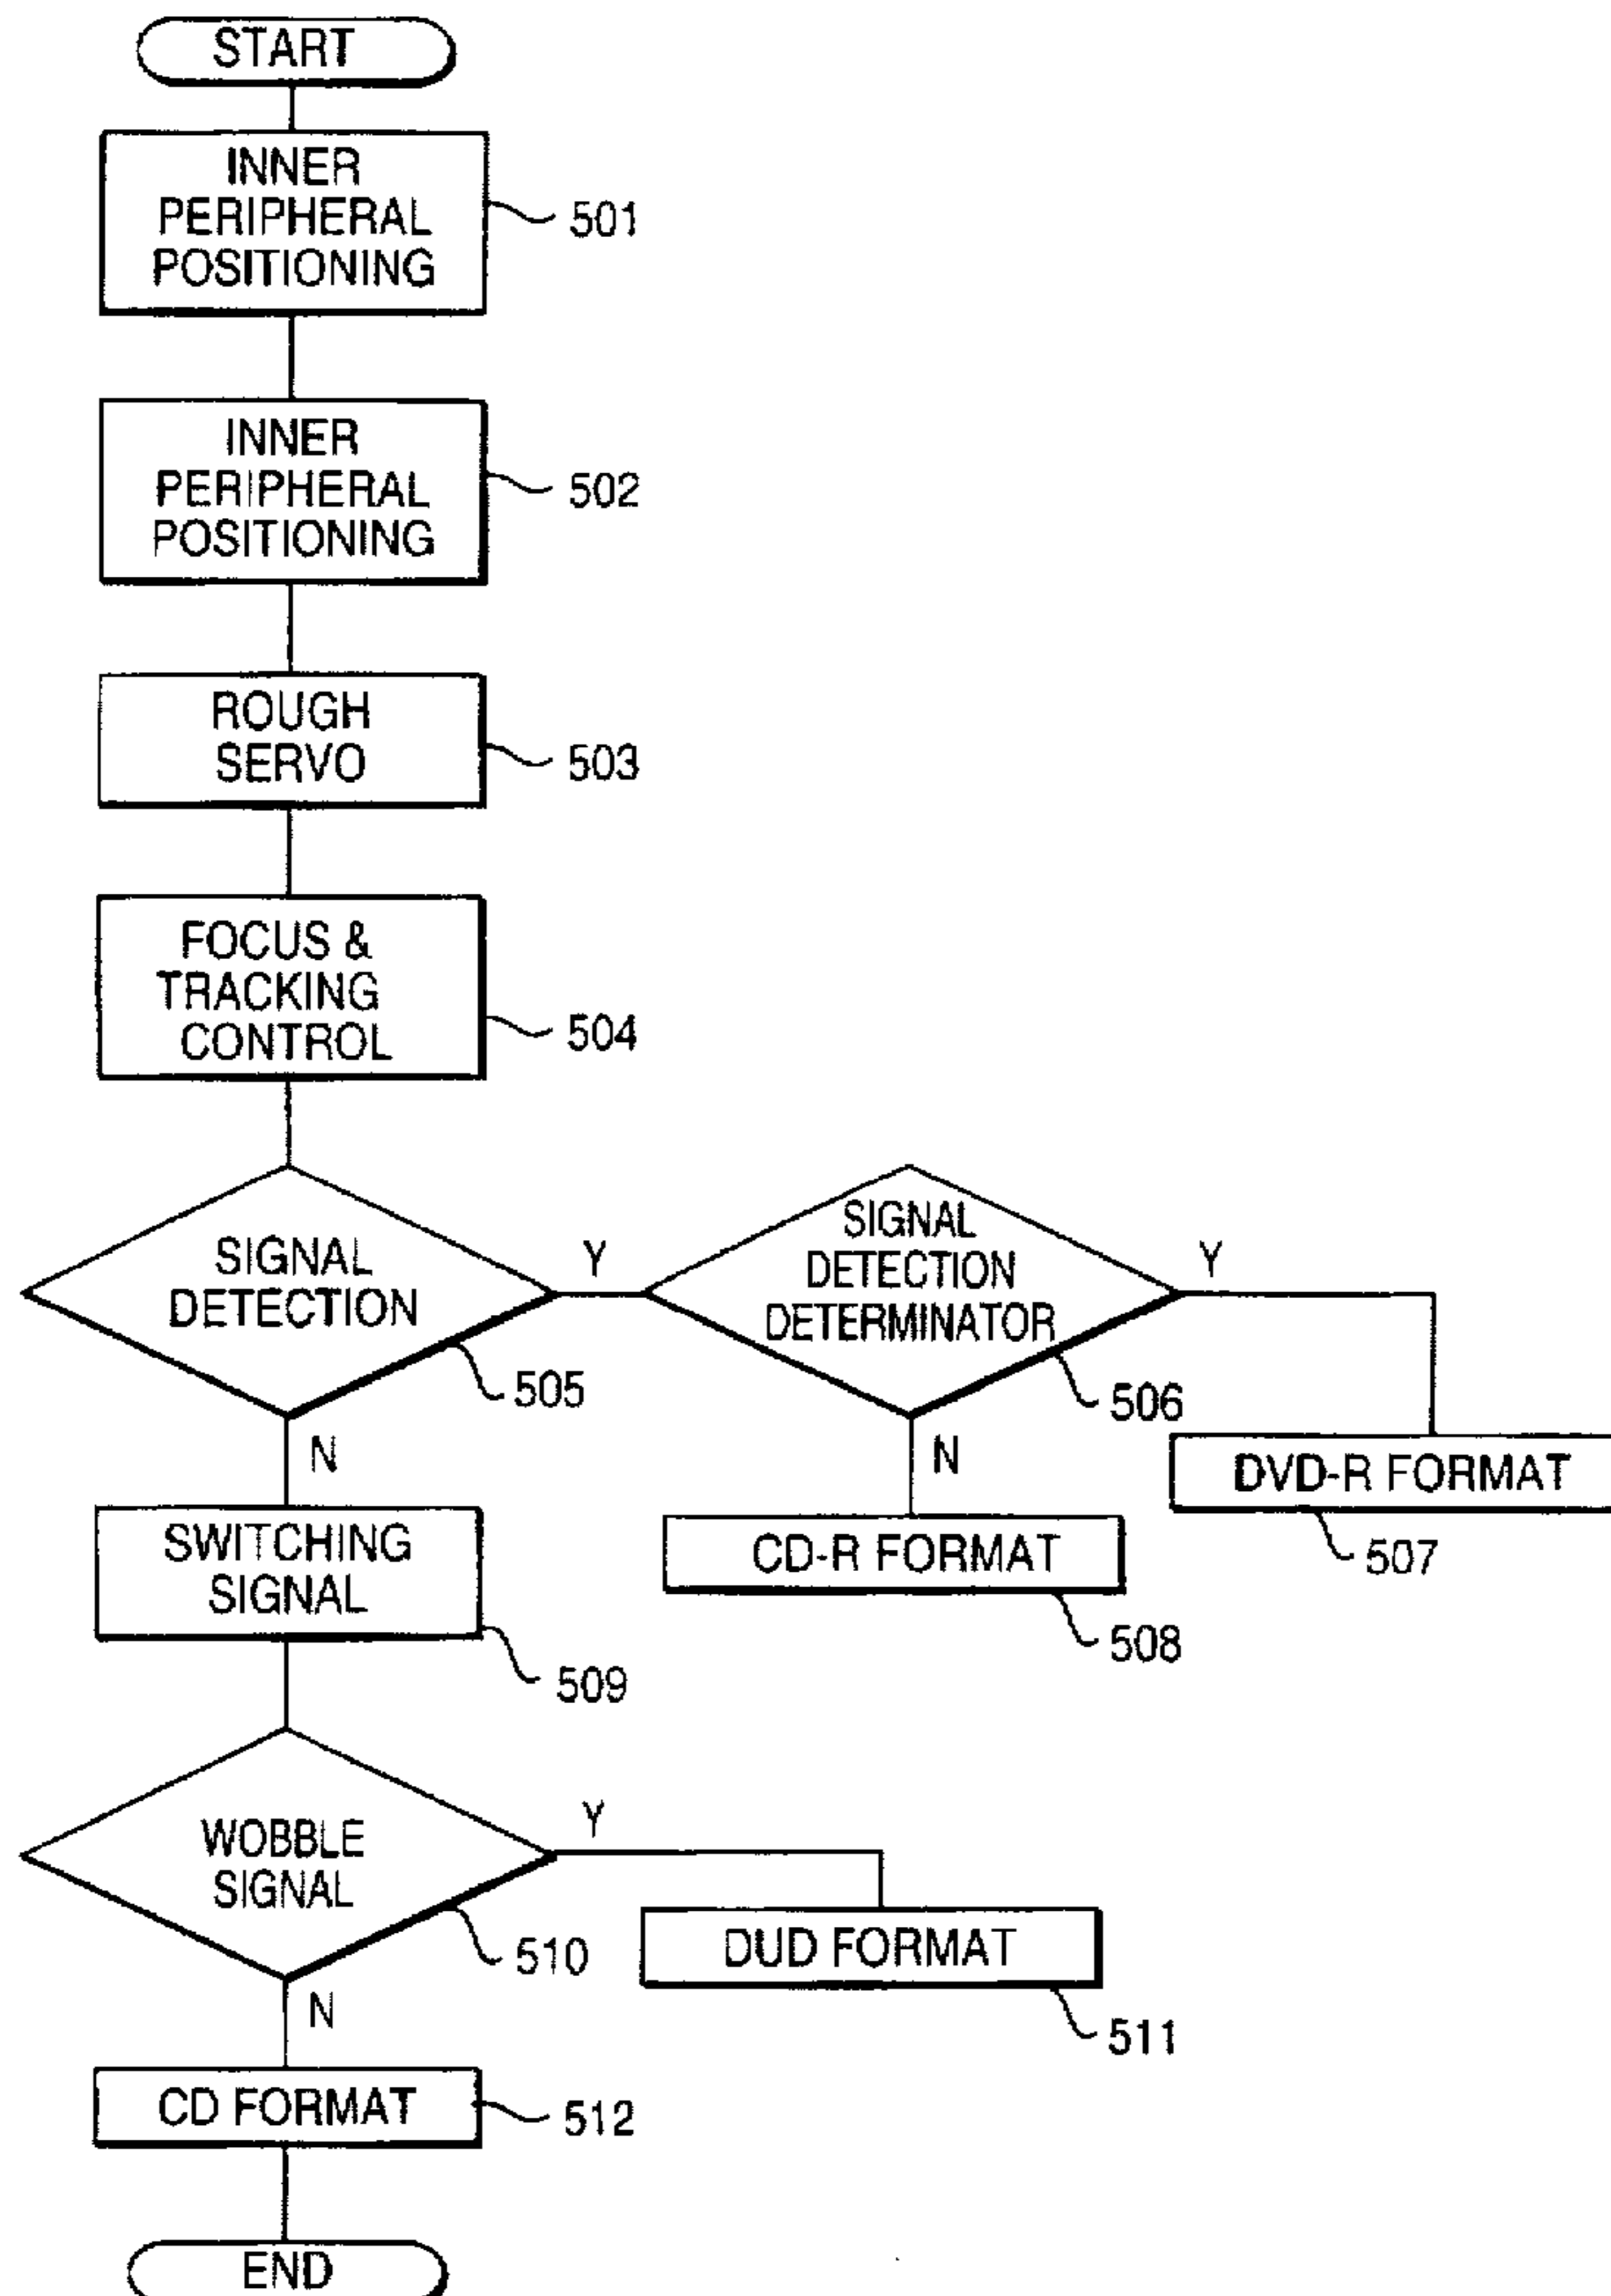 START
INNER
PERIPHERAL
POSITIONING
501
INNER
PERIPHERAL
POSITIONING
502
ROUGH
SERVO
503
FOCUS &
TRACKING
CONTROL
504
SIGNAL
DETECTION
Y
505
N
SIGNAL
DETECTION
DETERMINATOR
Y
506
N
DVD-R FORMAT
507
CD-R FORMAT
508
SWITCHING
SIGNAL
509
WOBBLE
SIGNAL
Y
510
N
DUD FORMAT
511
CD FORMAT
512
END